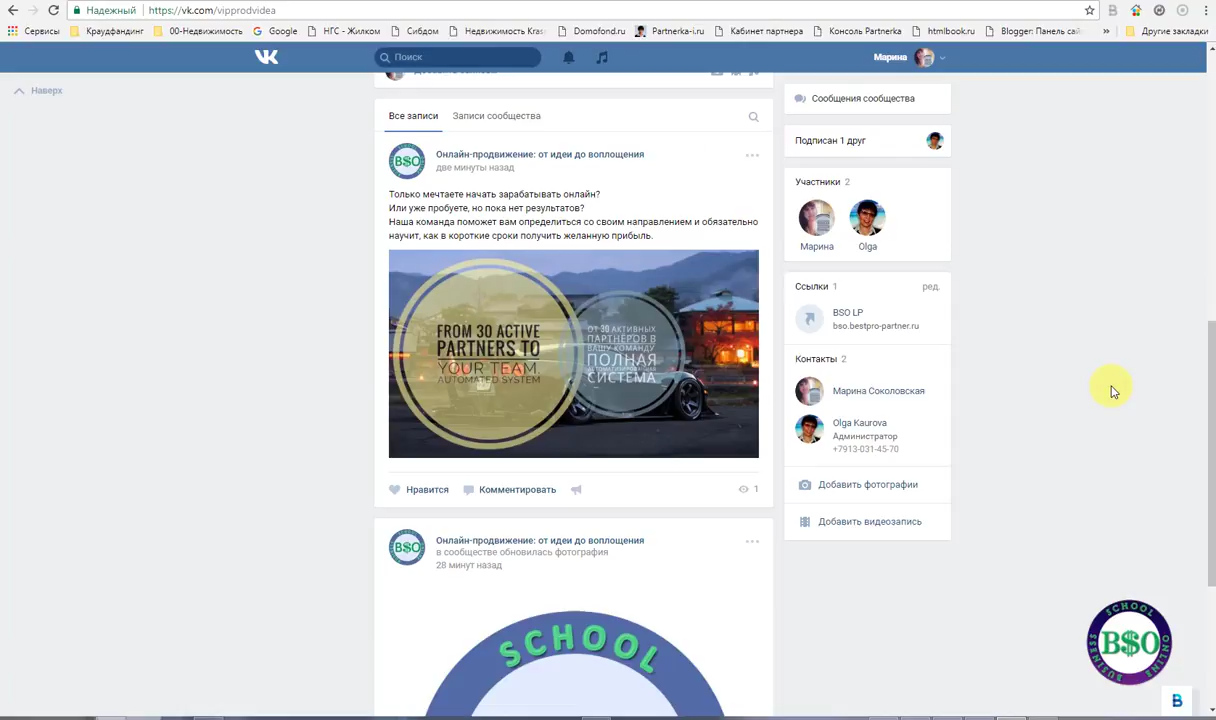 Надежный
https://vk.com/vipprodvidea
Сервисы
Краудфандинг
00-Недвижимость
Google
НГС - Жилком
Сибдом
Недвижимость Kras
Domofond.ru
Partnerka-i.ru
Кабинет партнера
Консоль Partnerka
htmlbook.ru
Blogger: Панель сай
»
Другие закладки
Поиск
Марина
Наверх
Сообщения сообщества
Все записи
Записи сообщества
Подписан 1 друг
Онлайн-продвижение: от идеи до воплощения
две минуты назад
Только мечтаете начать зарабатывать онлайн?
Или уже пробуете, но пока нет результатов?
Наша команда поможет вам определиться со своим направлением и обязательно
научит, как в короткие сроки получить желанную прибыль.
FROM 30 ACTIVE
PARTNERS TO
YOUR TEAM.
AUTOMATED SYSTEM
ОТ 30 АКТИВНЫХ
ПАРТНЁРОВ В
ВАШУ КОМАНДУ
ПОЛНАЯ
СИСТЕМА
Нравится
Комментировать
1
Участники 2
Марина
Olga
Ссылки 1
ред.
BSO LP
bso.bestpro-partner.ru
Контакты 2
Марина Соколовская
Olga Kaurova
Администратор
+7913-031-45-70
Добавить фотографии
Добавить видеозапись
B$O
Онлайн-продвижение: от идеи до воплощения
в сообществе обновилась фотография
28 минут назад
B$O
SCHOOL
SCHOOL
B$O
BUSINESS
ONLINE
B